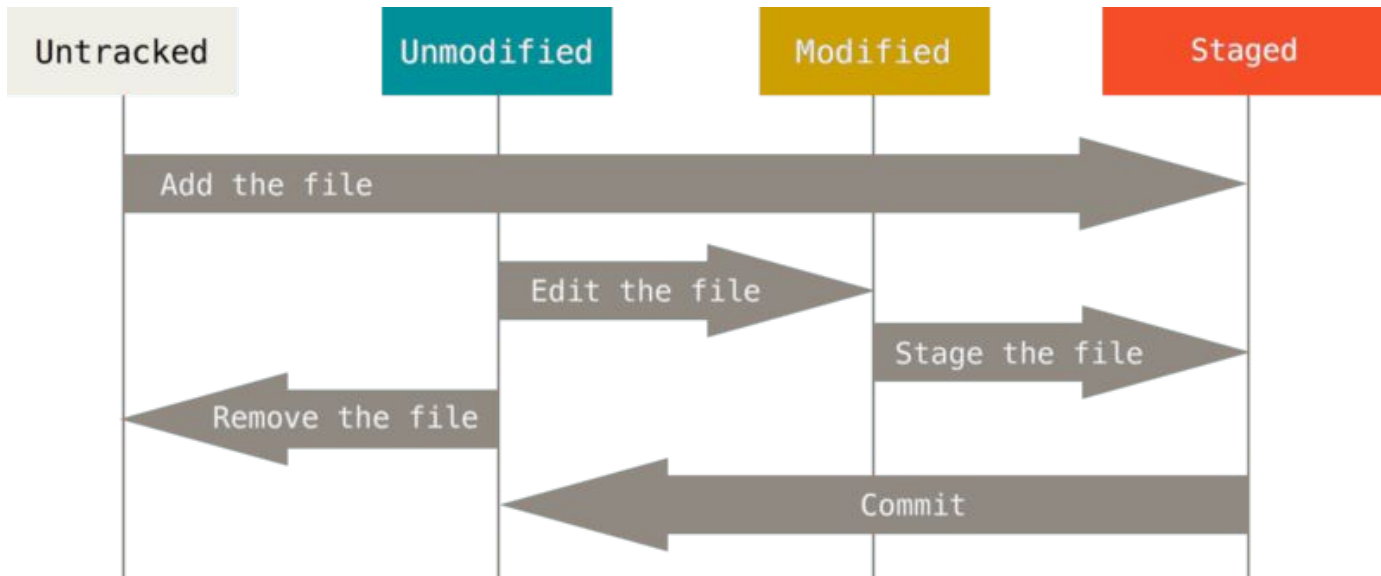 Untracked
Unmodified
Modified
Staged
Add the file
Edit the file
Stage the file
Remove the file
Commit